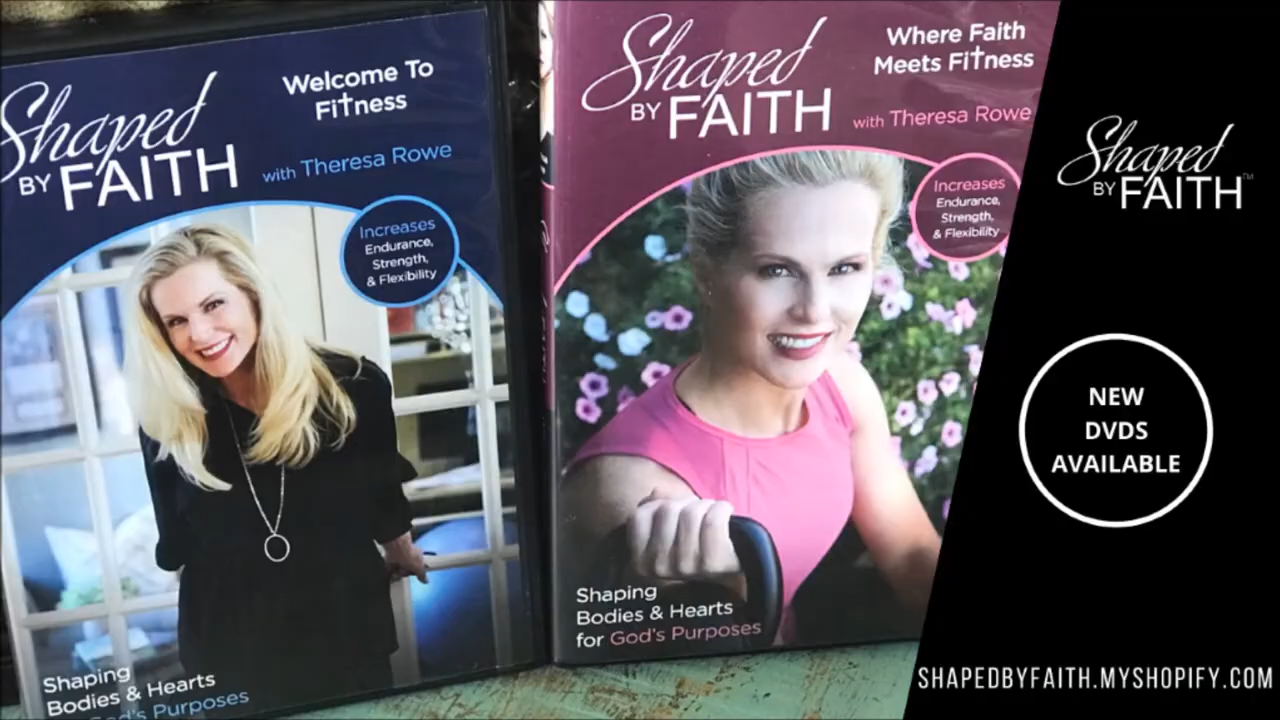 Shaped
BY FAITH
Welcome To
Fitness
with Theresa Rowe
Increases
Endurance,
Strength,
& Flexibility
Shaping
Bodies & Hearts
God's Purposes
Shaped
BY FAITH
Where Faith
Meets Fitness
with Theresa Rowe
Increases
Endurance,
Strength,
& Flexibility
Shaping
Bodies & Hearts
for God's Purposes
Shaped
BY FAITH™
NEW
DVDS
AVAILABLE
SHAPEDBYFAITH.MYSHOPIFY.COM